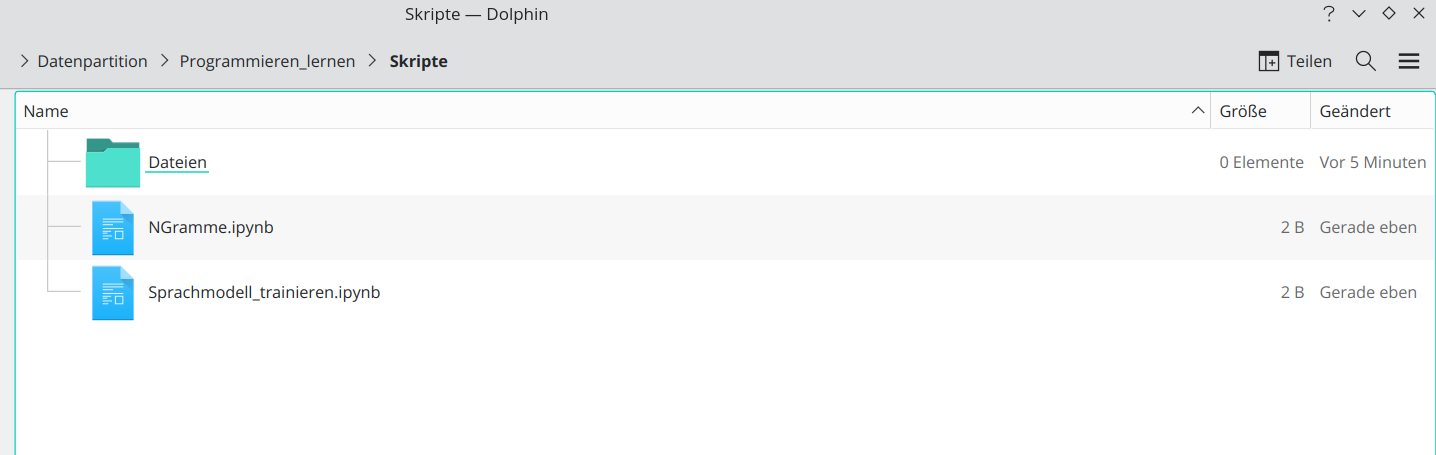 Skripte — Dolphin
Datenpartition Programmieren_lernen Skripte Teilen
Name Größe Geändert
Dateien 0 Elemente Vor 5 Minuten
NGramme.ipynb 2 B Gerade eben
Sprachmodell_trainieren.ipynb 2 B Gerade eben